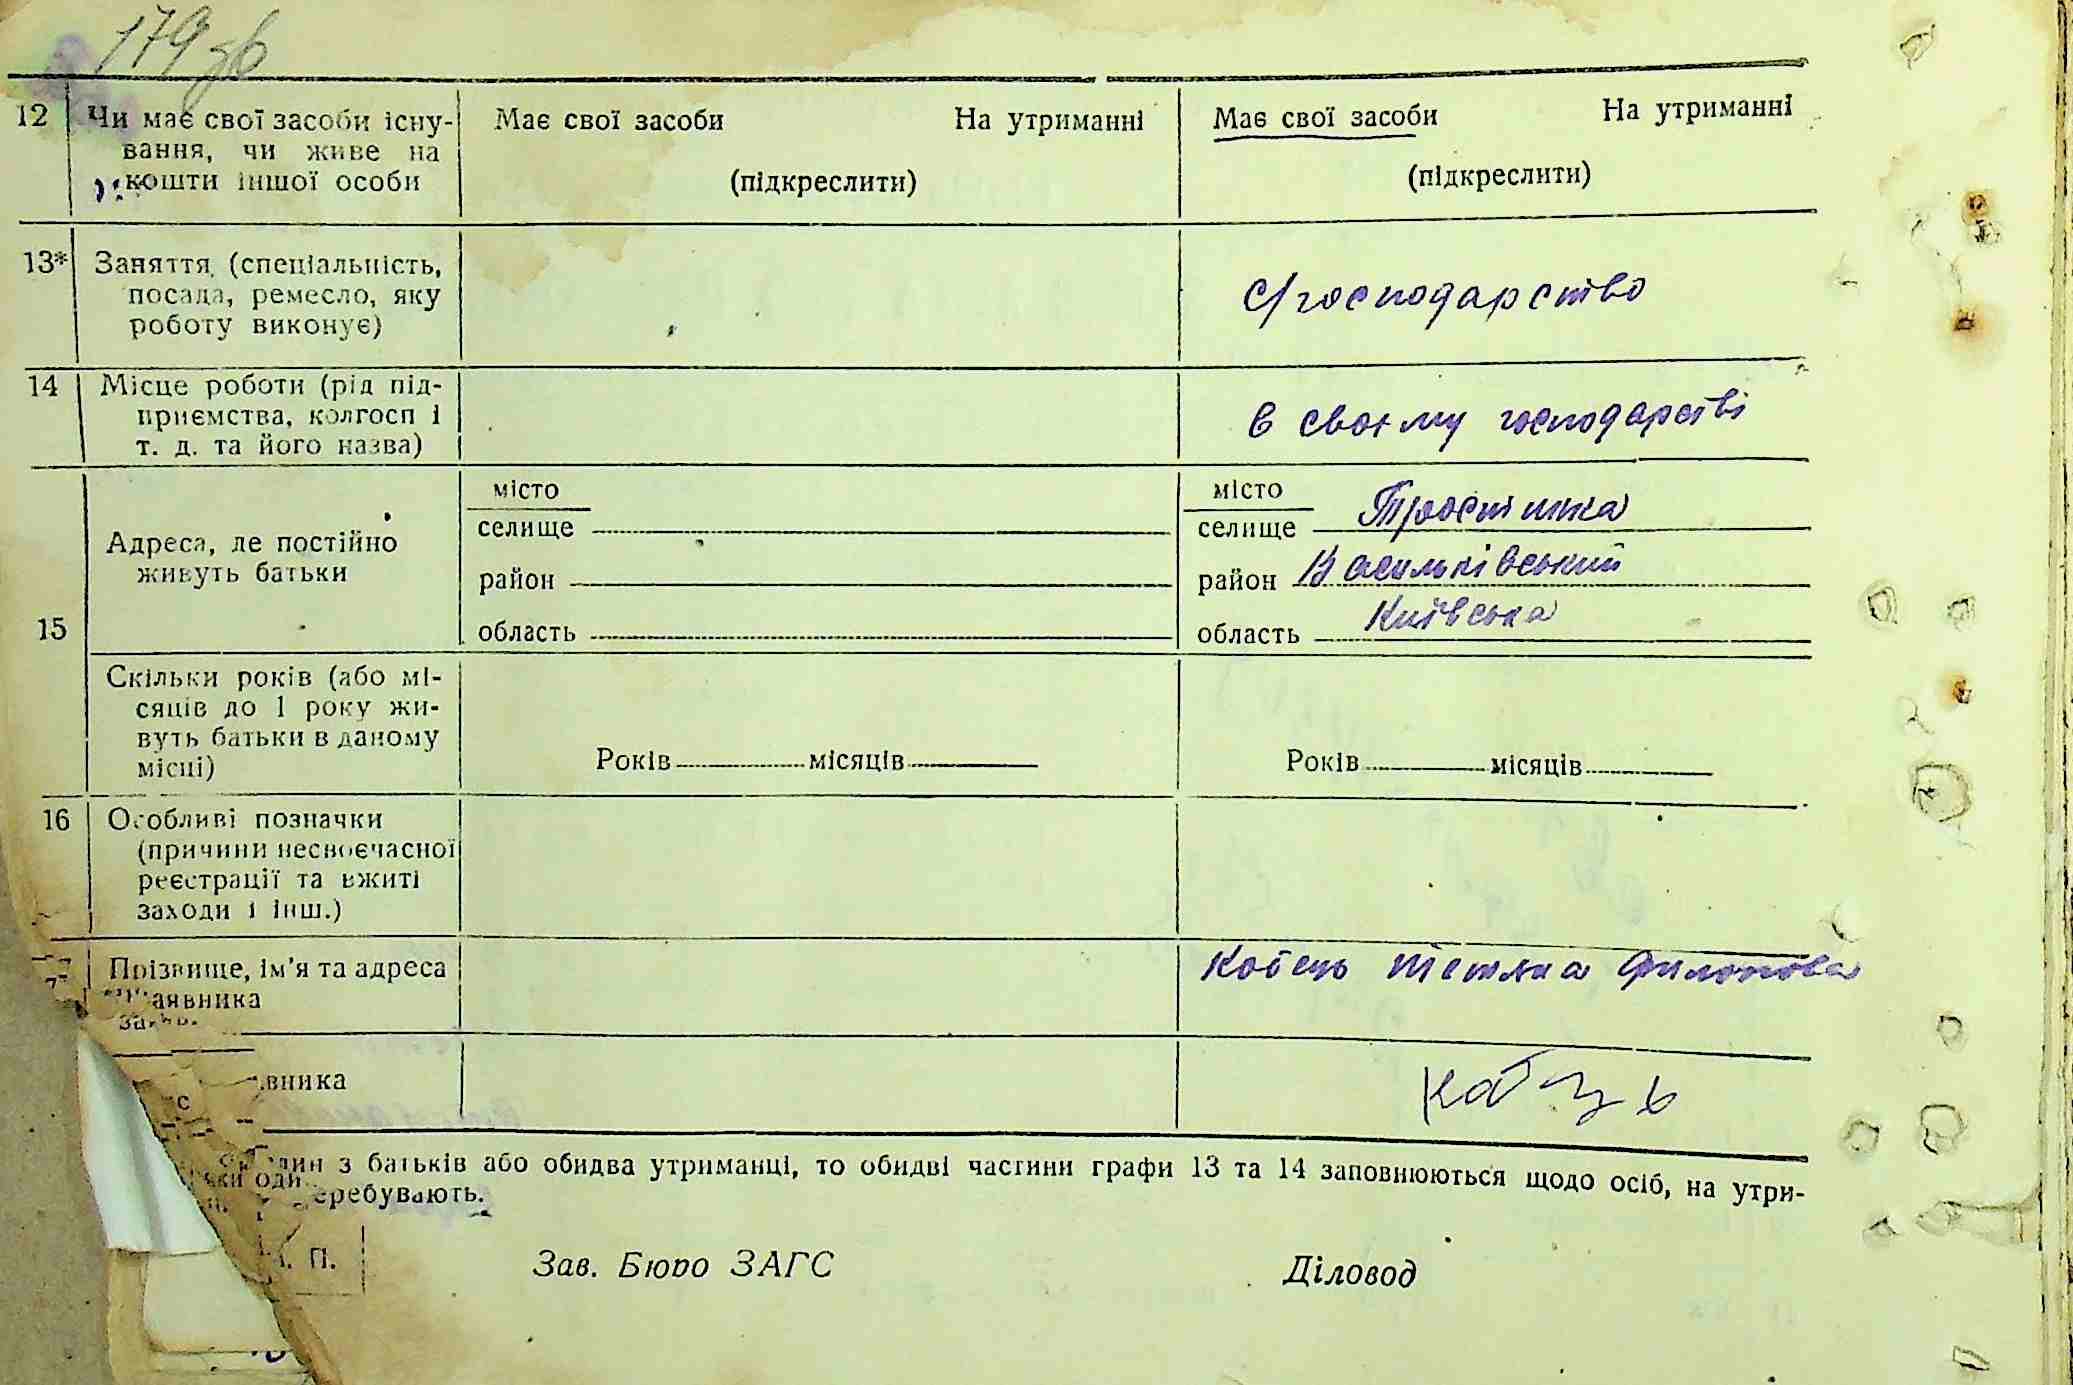 179 зв
12 Чи має свої засоби існу-
вання, чи живе на
кошти іншої особи
Має свої засоби На утриманні
(підкреслити)
Має свої засоби На утриманні
(підкреслити)
13* Заняття (спеціальність,
посада, ремесло, яку
роботу виконує)
с/господарство
14 Місце роботи (рід під-
приємства, колгосп і
т. д. та його назва)
в своєму господарстві
15
Адреса, де постійно
живуть батьки
місто
селище
район
область
місто
селище Тростинка
район Васильківський
область Київська
Скільки років (або мі-
сяців до 1 року жи-
вуть батьки в даному
місці)
Років місяців
Років місяців
16 Особливі позначки
(причини несвоєчасної
реєстрації та вжиті
заходи і інш.)
Прізвище, ім'я та адреса
заявника
Кобець Тетяна Филонова
вника
Кобець
один з батьків або обидва утриманці, то обидві частини графи 13 та 14 заповнюються щодо осіб, на утри-
еребувають.
П.
Зав. Бюро ЗАГС Діловод